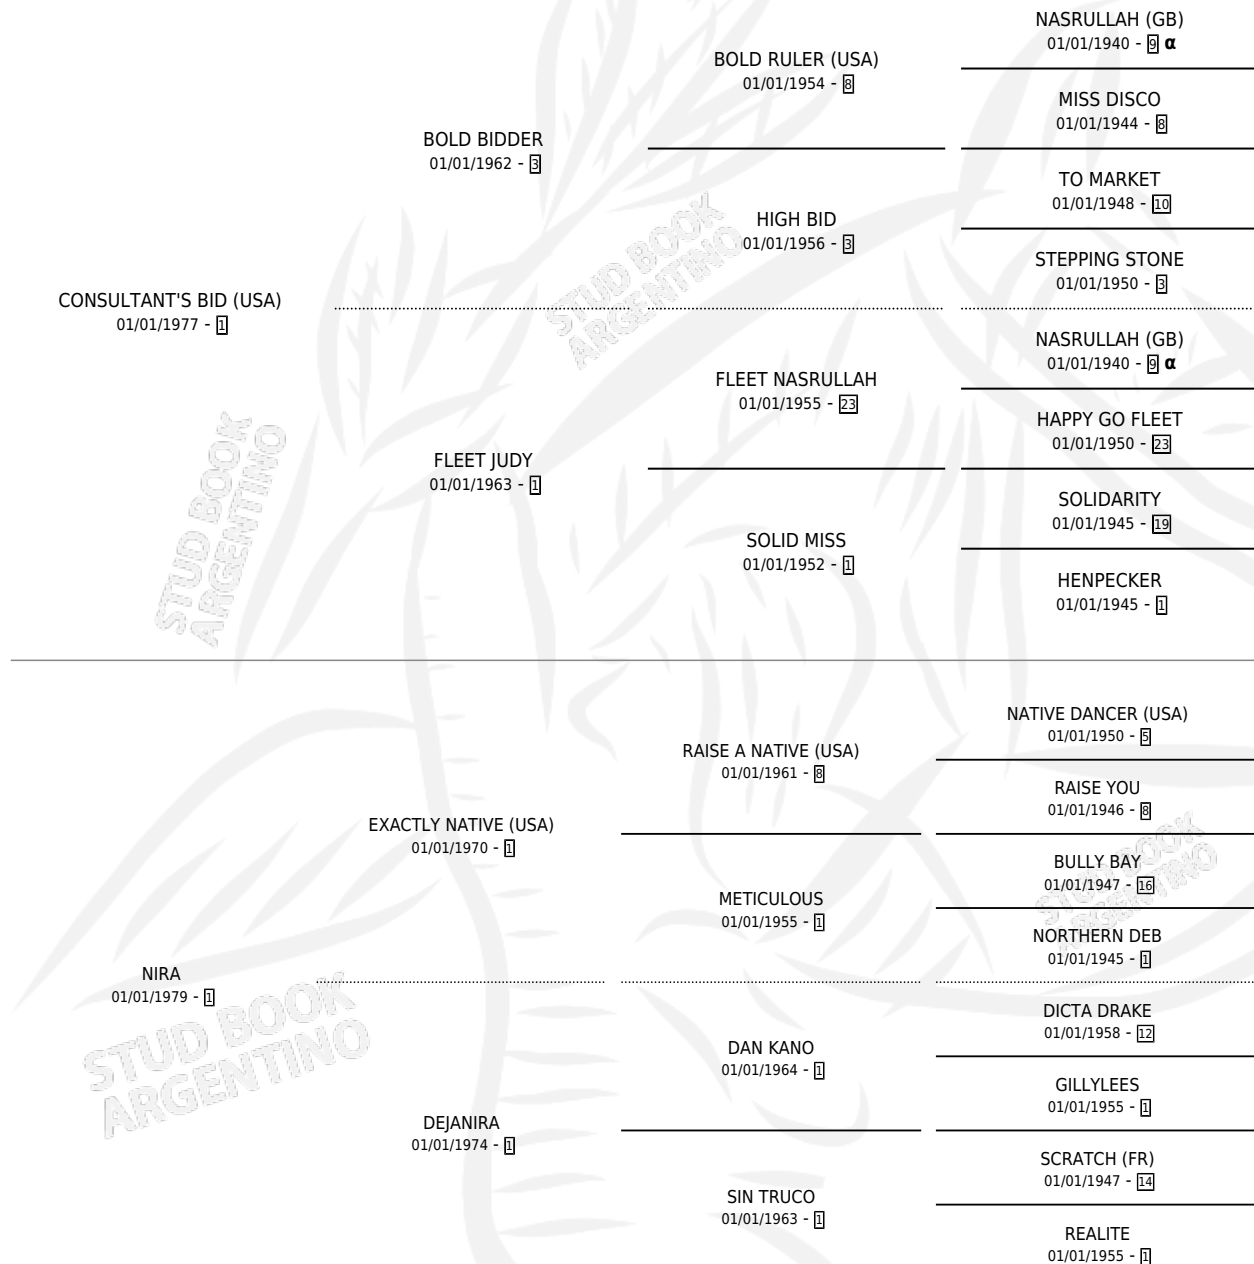 NASRULLAH (GB)
01/01/1940 - 9 α
BOLD RULER (USA)
01/01/1954 - 8
MISS DISCO
01/01/1944 - 8
BOLD BIDDER
01/01/1962 - 3
TO MARKET
01/01/1948 - 10
HIGH BID
01/01/1956 - 3
STEPPING STONE
01/01/1950 - 3
CONSULTANT'S BID (USA)
01/01/1977 - 1
NASRULLAH (GB)
01/01/1940 - 9 α
FLEET NASRULLAH
01/01/1955 - 23
HAPPY GO FLEET
01/01/1950 - 23
FLEET JUDY
01/01/1963 - 1
SOLIDARITY
01/01/1945 - 19
SOLID MISS
01/01/1952 - 1
HENPECKER
01/01/1945 - 1
NATIVE DANCER (USA)
01/01/1950 - 5
RAISE A NATIVE (USA)
01/01/1961 - 8
RAISE YOU
01/01/1946 - 8
EXACTLY NATIVE (USA)
01/01/1970 - 1
BULLY BAY
01/01/1947 - 16
METICULOUS
01/01/1955 - 1
NORTHERN DEB
01/01/1945 - 1
NIRA
01/01/1979 - 1
DICTA DRAKE
01/01/1958 - 12
DAN KANO
01/01/1964 - 1
GILLYLEES
01/01/1955 - 1
DEJANIRA
01/01/1974 - 1
SCRATCH (FR)
01/01/1947 - 14
SIN TRUCO
01/01/1963 - 1
REALITE
01/01/1955 - 1
STUD BOOK
ARGENTINO
STUD BOOK
ARGENTINO
STUD BOOK
ARGENTINO
STUD BOOK
ARGENTINO